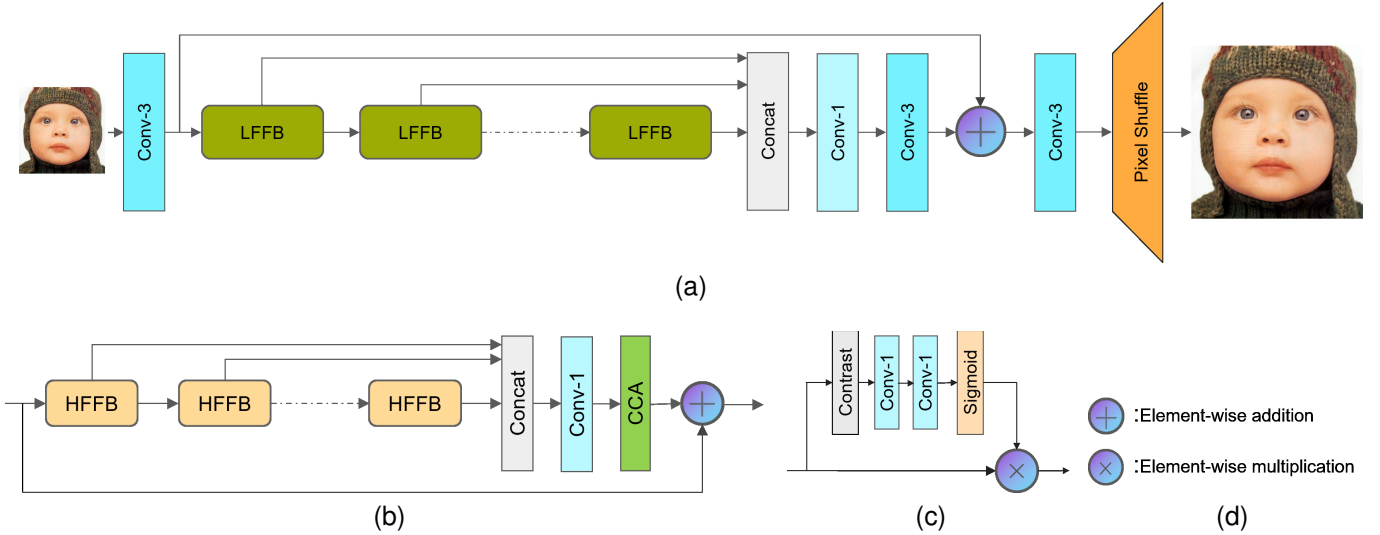 Conv-3
LFFB
LFFB
LFFB
Concat
Conv-1
Conv-3
Conv-3
Pixel Shuffle
(a)
HFFB
HFFB
HFFB
Concat
Conv-1
CCA
(b)
Contrast
Conv-1
Conv-1
Sigmoid
(c)
:Element-wise addition
:Element-wise multiplication
(d)